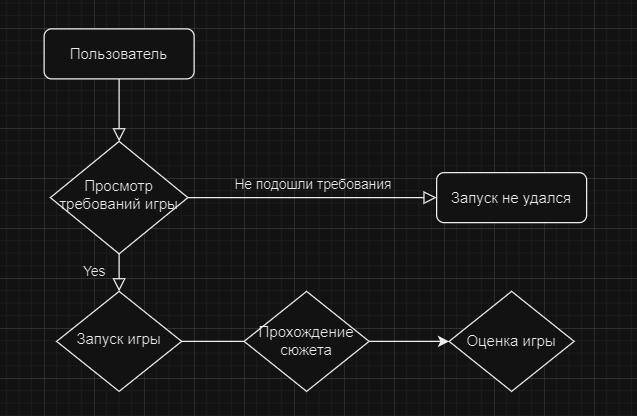 Пользователь
Просмотр
требований игры
Не подошли требования
Запуск не удался
Yes
Запуск игры
Прохождение
сюжета
Оценка игры